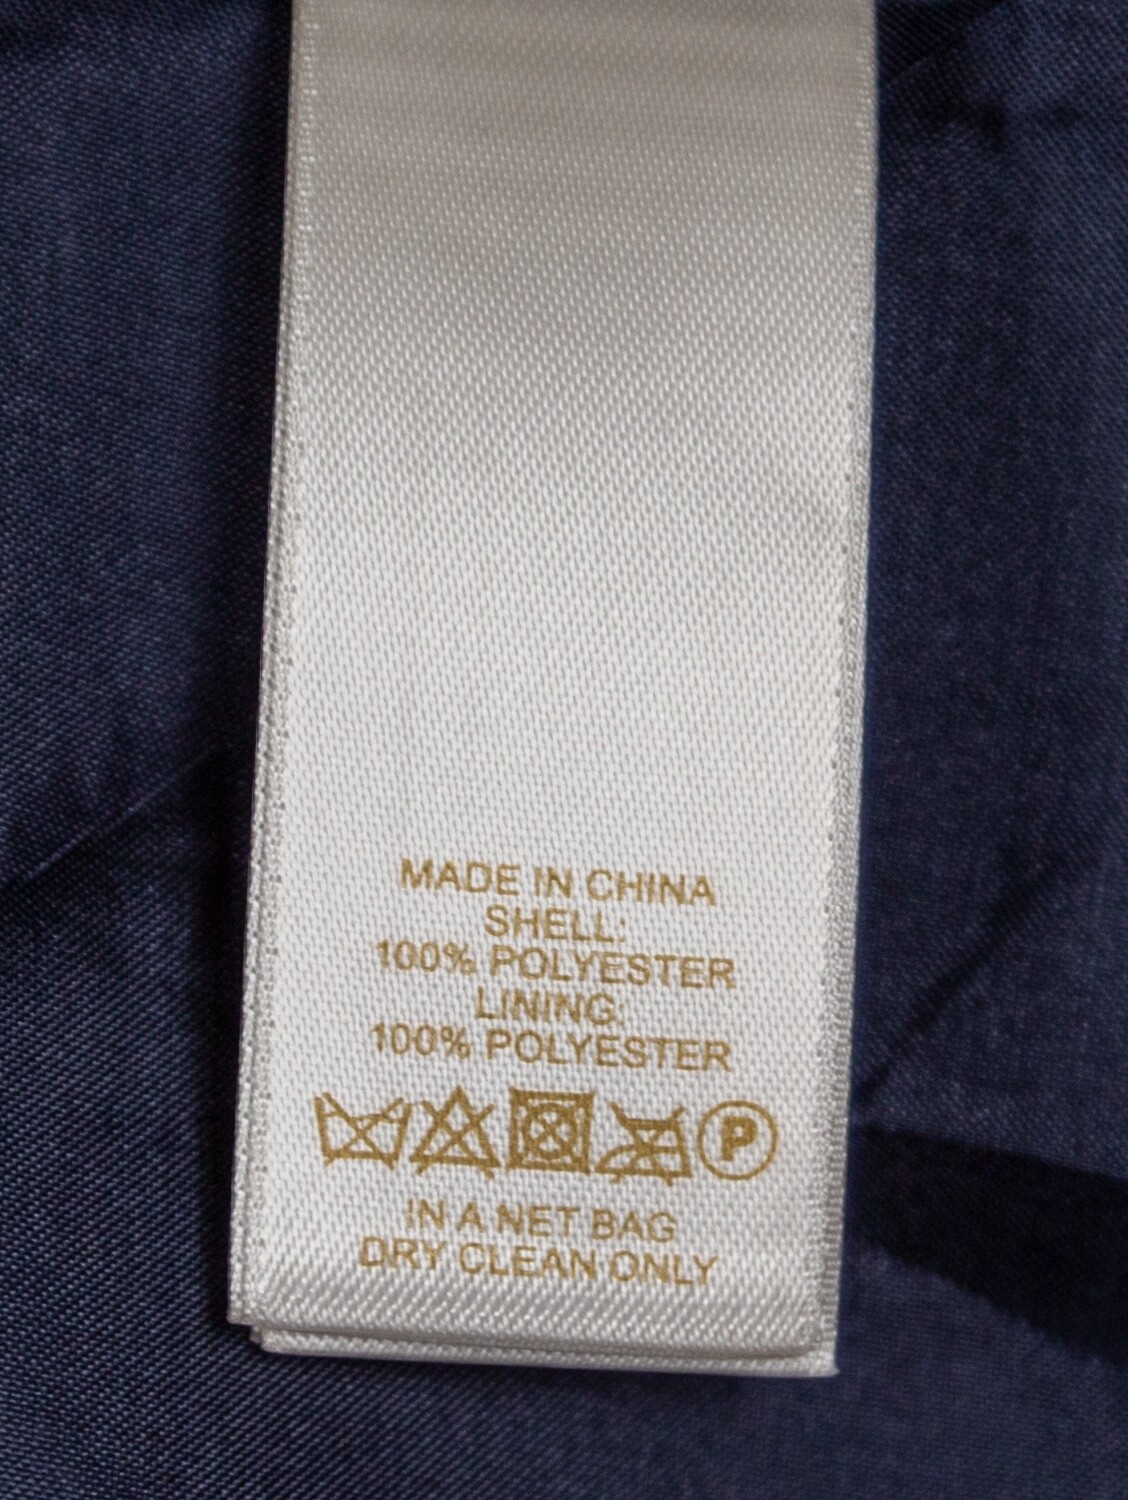 MADE IN CHINA
SHELL:
100% POLYESTER
LINING:
100% POLYESTER
P
IN A NET BAG
DRY CLEAN ONLY